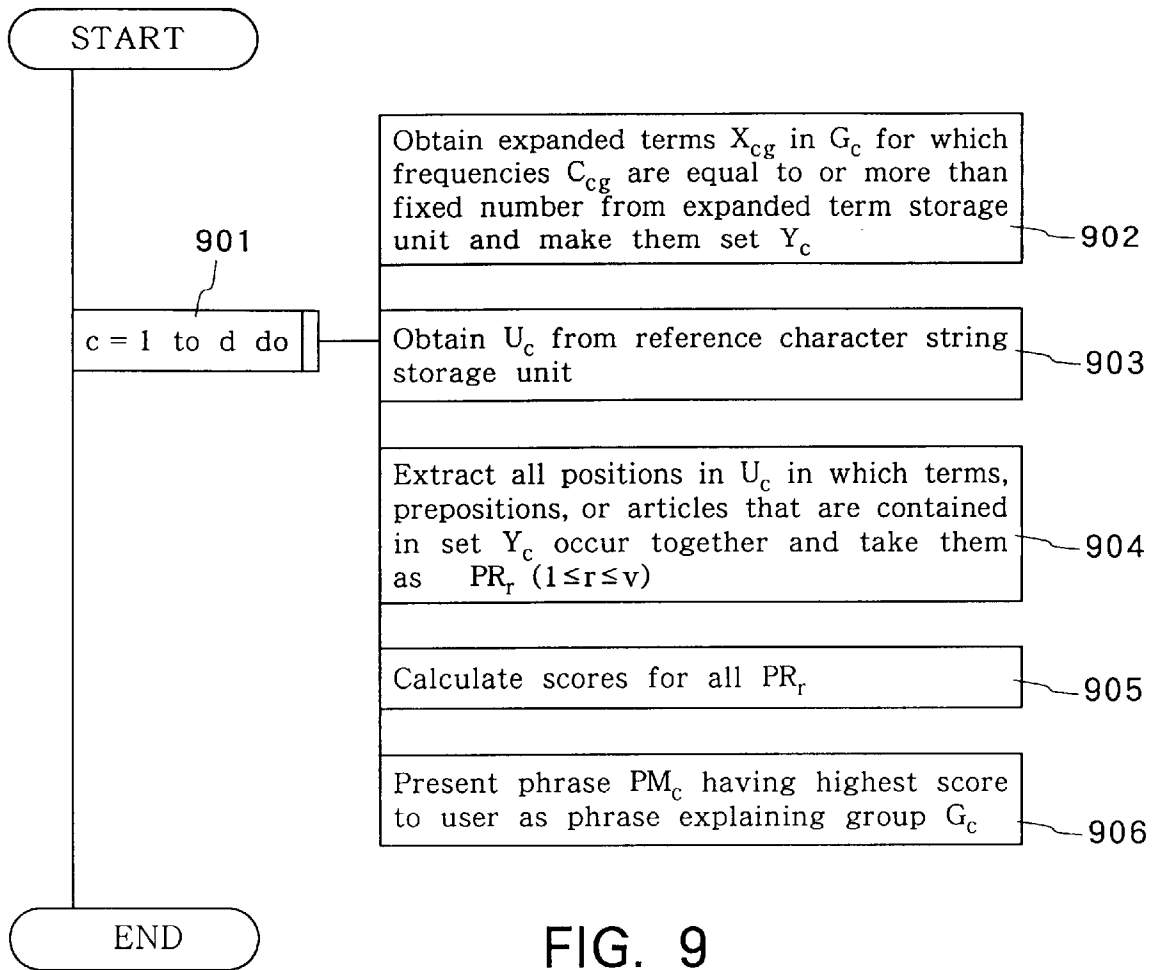 START
Obtain expanded terms X_cg in G_c for which
frequencies C_cg are equal to or more than
fixed number from expanded term storage
unit and make them set Y_c
902
901
c = 1 to d do
Obtain U_c from reference character string
storage unit
903
Extract all positions in U_c in which terms,
prepositions, or articles that are contained
in set Y_c occur together and take them
as PR_r (1≤r≤v)
904
Calculate scores for all PR_r
905
Present phrase PM_c having highest score
to user as phrase explaining group G_c
906
END
FIG. 9